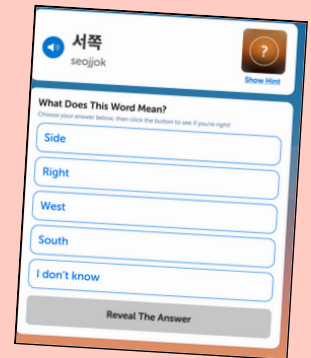 서쪽
seojjok
?
Show Hint
What Does This Word Mean?
Choose your answer below, then click the button to see if you're right!
Side
Right
West
South
I don't know
Reveal The Answer